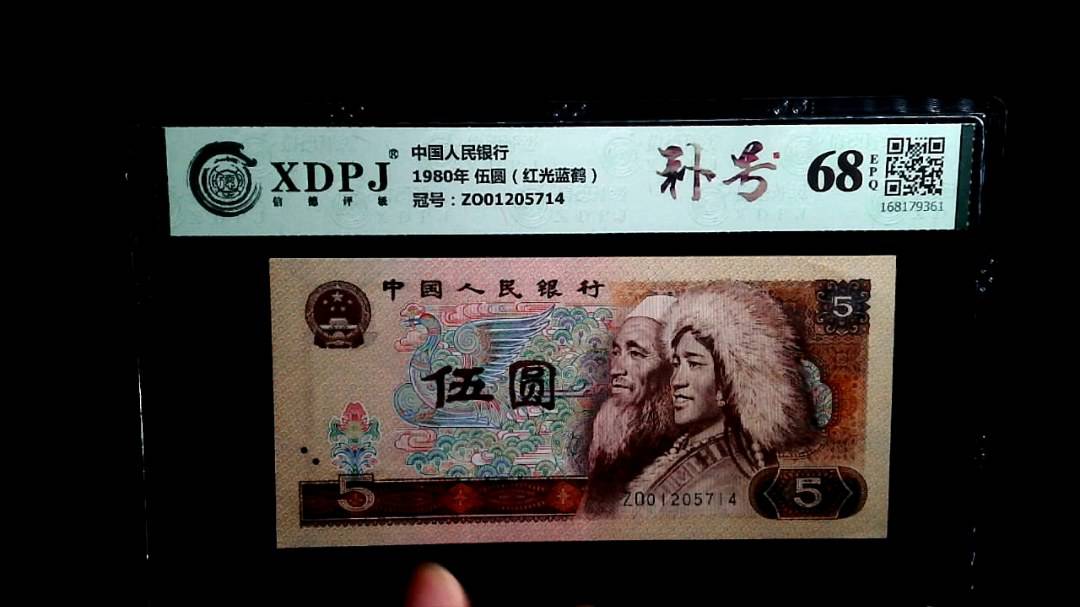 XDPJ®
信德评级
中国人民银行
1980年 伍圆（红光蓝鹤）
冠号：ZO01205714
补号
68
EPQ
168179361
中国人民银行
5
伍圆
5
ZO01205714
5